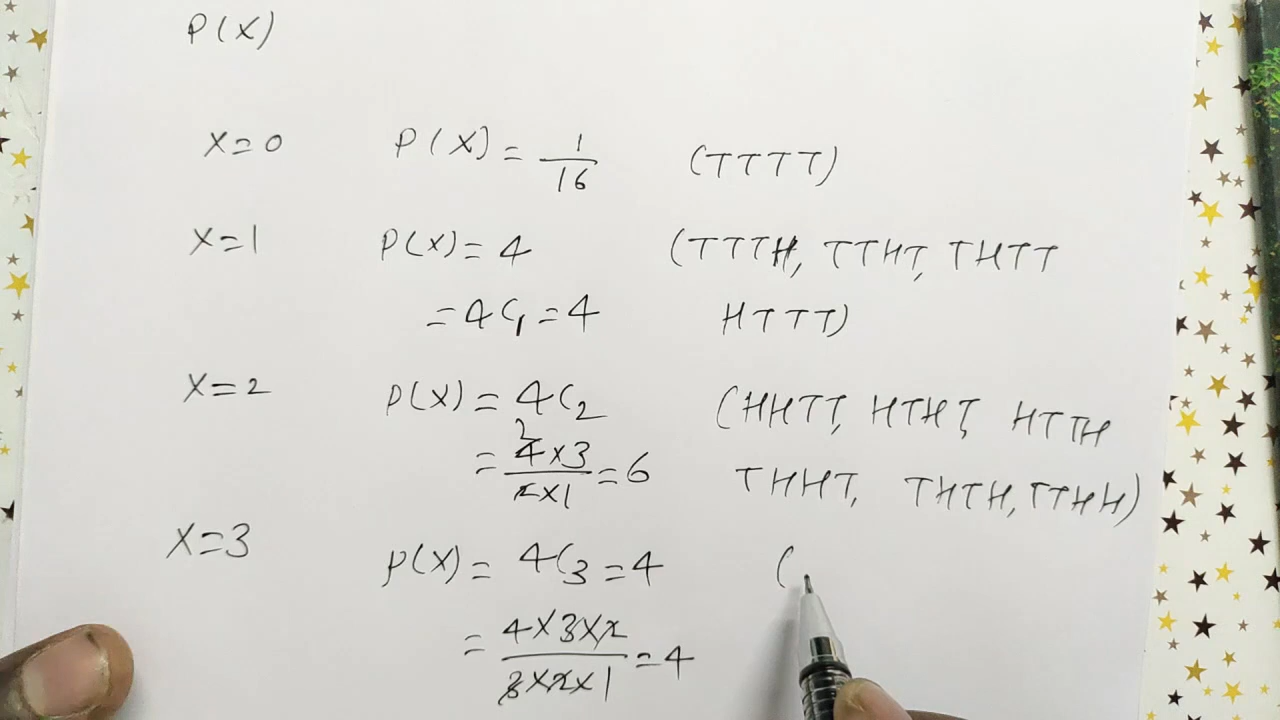 P(X)
X=0 P(X) = 1/16 (TTTT)
X=1 P(X) = 4 (TTTH, TTHT, THTT
= 4C1 = 4 HTTT)
X=2 P(X) = 4C2 (HHTT, HTHT, HTTH
= 4x3/2x1 = 6 THHT, THTH, TTHH)
2
X=3 P(X) = 4C3 = 4 (
= 4x3x2/3x2x1 = 4